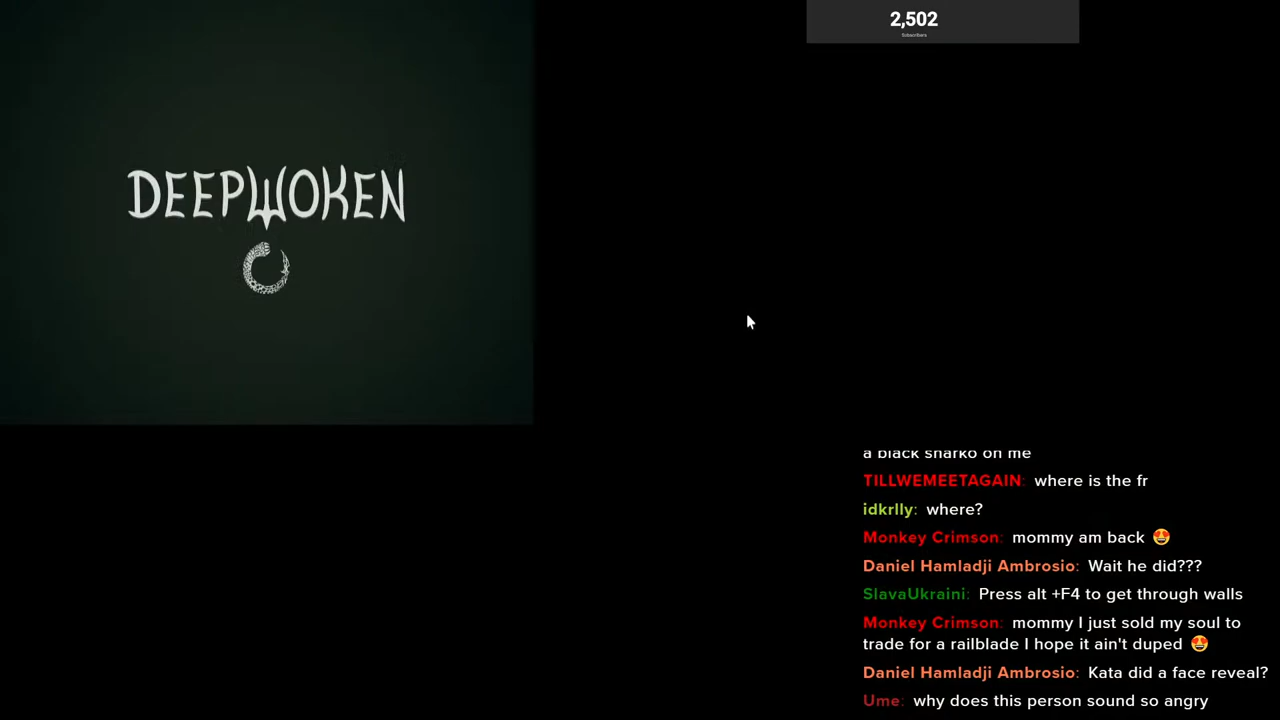 2,502
Subscribers
DEEPWOKEN
a black sharko on me
TILLWEMEETAGAIN: where is the fr
idkrlly: where?
Monkey Crimson: mommy am back 🤩
Daniel Hamladji Ambrosio: Wait he did???
SlavaUkraini: Press alt +F4 to get through walls
Monkey Crimson: mommy I just sold my soul to
trade for a railblade I hope it ain't duped 🤩
Daniel Hamladji Ambrosio: Kata did a face reveal?
Ume: why does this person sound so angry